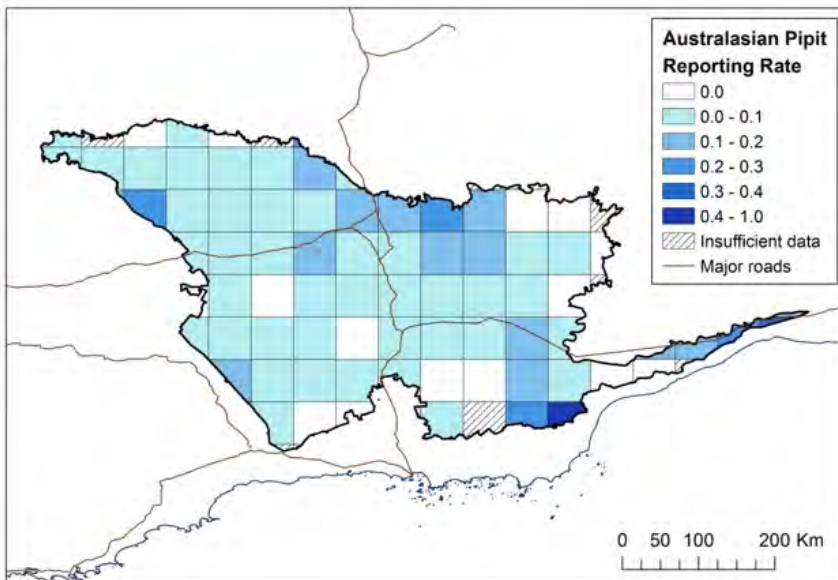 Australasian Pipit
Reporting Rate
0.0
0.0 - 0.1
0.1 - 0.2
0.2 - 0.3
0.3 - 0.4
0.4 - 1.0
Insufficient data
Major roads
0 50 100 200 Km